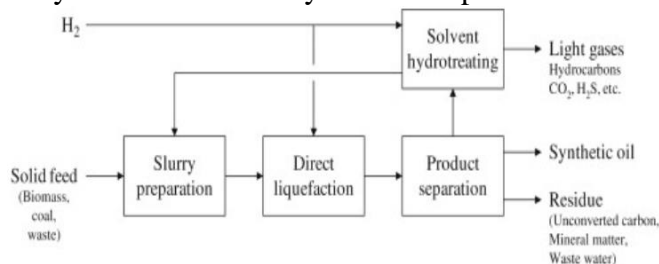 H₂
Solvent
hydrotreating
Light gases
Hydrocarbons
CO₂, H₂S, etc.
Solid feed
(Biomass,
coal,
waste)
Slurry
preparation
Direct
liquefaction
Product
separation
Synthetic oil
Residue
(Unconverted carbon,
Mineral matter,
Waste water)